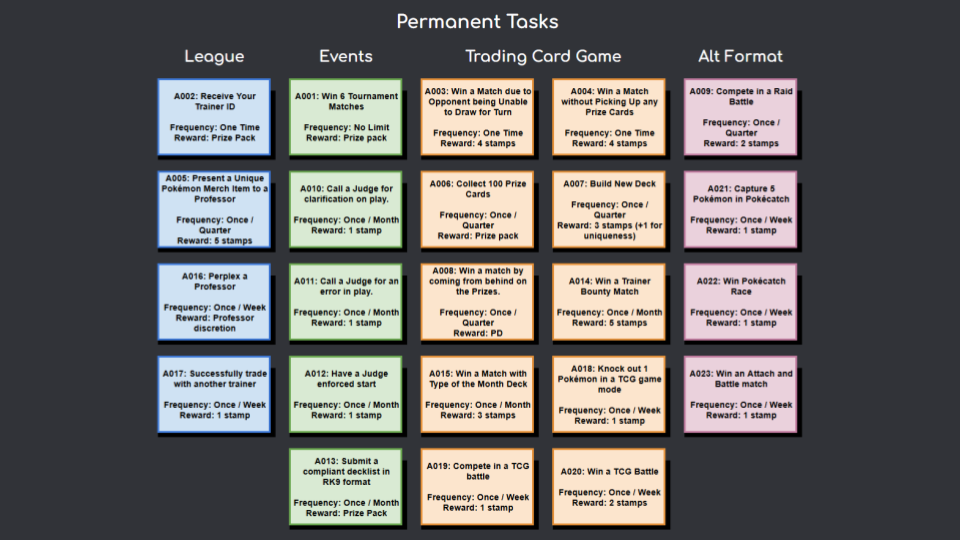 Permanent Tasks
League
Events
Trading Card Game
Alt Format
A002: Receive Your
Trainer ID
Frequency: One Time
Reward: Prize Pack
A001: Win 6 Tournament
Matches
Frequency: No Limit
Reward: Prize pack
A003: Win a Match due to
Opponent being Unable
to Draw for Turn
Frequency: One Time
Reward: 4 stamps
A004: Win a Match
without Picking Up any
Prize Cards
Frequency: One Time
Reward: 4 stamps
A009: Compete in a Raid
Battle
Frequency: Once /
Quarter
Reward: 2 stamps
A005: Present a Unique
Pokémon Merch Item to a
Professor
Frequency: Once /
Quarter
Reward: 5 stamps
A010: Call a Judge for
clarification on play.
Frequency: Once / Month
Reward: 1 stamp
A006: Collect 100 Prize
Cards
Frequency: Once /
Quarter
Reward: Prize pack
A007: Build New Deck
Frequency: Once /
Quarter
Reward: 3 stamps (+1 for
uniqueness)
A021: Capture 5
Pokémon in Pokécatch
Frequency: Once / Week
Reward: 1 stamp
A016: Perplex a
Professor
Frequency: Once / Week
Reward: Professor
discretion
A011: Call a Judge for an
error in play.
Frequency: Once / Month
Reward: 1 stamp
A008: Win a match by
coming from behind on
the Prizes.
Frequency: Once /
Quarter
Reward: PD
A014: Win a Trainer
Bounty Match
Frequency: Once / Month
Reward: 5 stamps
A022: Win Pokécatch
Race
Frequency: Once / Week
Reward: 1 stamp
A017: Successfully trade
with another trainer
Frequency: Once / Week
Reward: 1 stamp
A012: Have a Judge
enforced start
Frequency: Once / Month
Reward: 1 stamp
A015: Win a Match with
Type of the Month Deck
Frequency: Once / Month
Reward: 3 stamps
A018: Knock out 1
Pokémon in a TCG game
mode
Frequency: Once / Week
Reward: 1 stamp
A023: Win an Attach and
Battle match
Frequency: Once / Week
Reward: 1 stamp
A013: Submit a
compliant decklist in
RK9 format
Frequency: Once / Month
Reward: Prize Pack
A019: Compete in a TCG
battle
Frequency: Once / Week
Reward: 1 stamp
A020: Win a TCG Battle
Frequency: Once / Week
Reward: 2 stamps